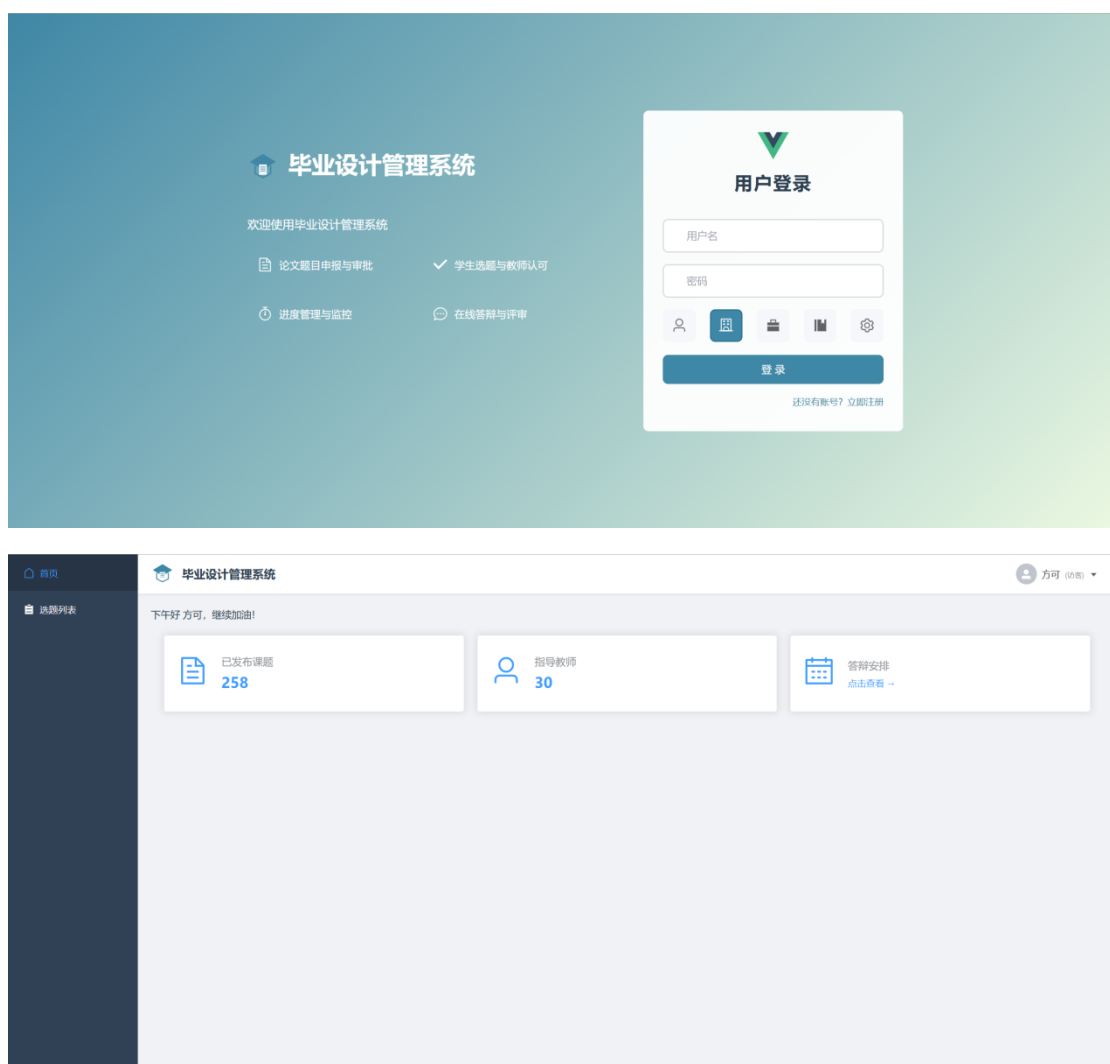 毕业设计管理系统
欢迎使用毕业设计管理系统
论文题目申报与审批
学生选题与教师认可
进度管理与监控
在线答辩与评审
用户登录
用户名
密码
登 录
还没有账号? 立即注册
首页
选题列表
毕业设计管理系统
方可 (访客)
下午好 方可, 继续加油!
已发布课题
258
指导教师
30
答辩安排
点击查看 →